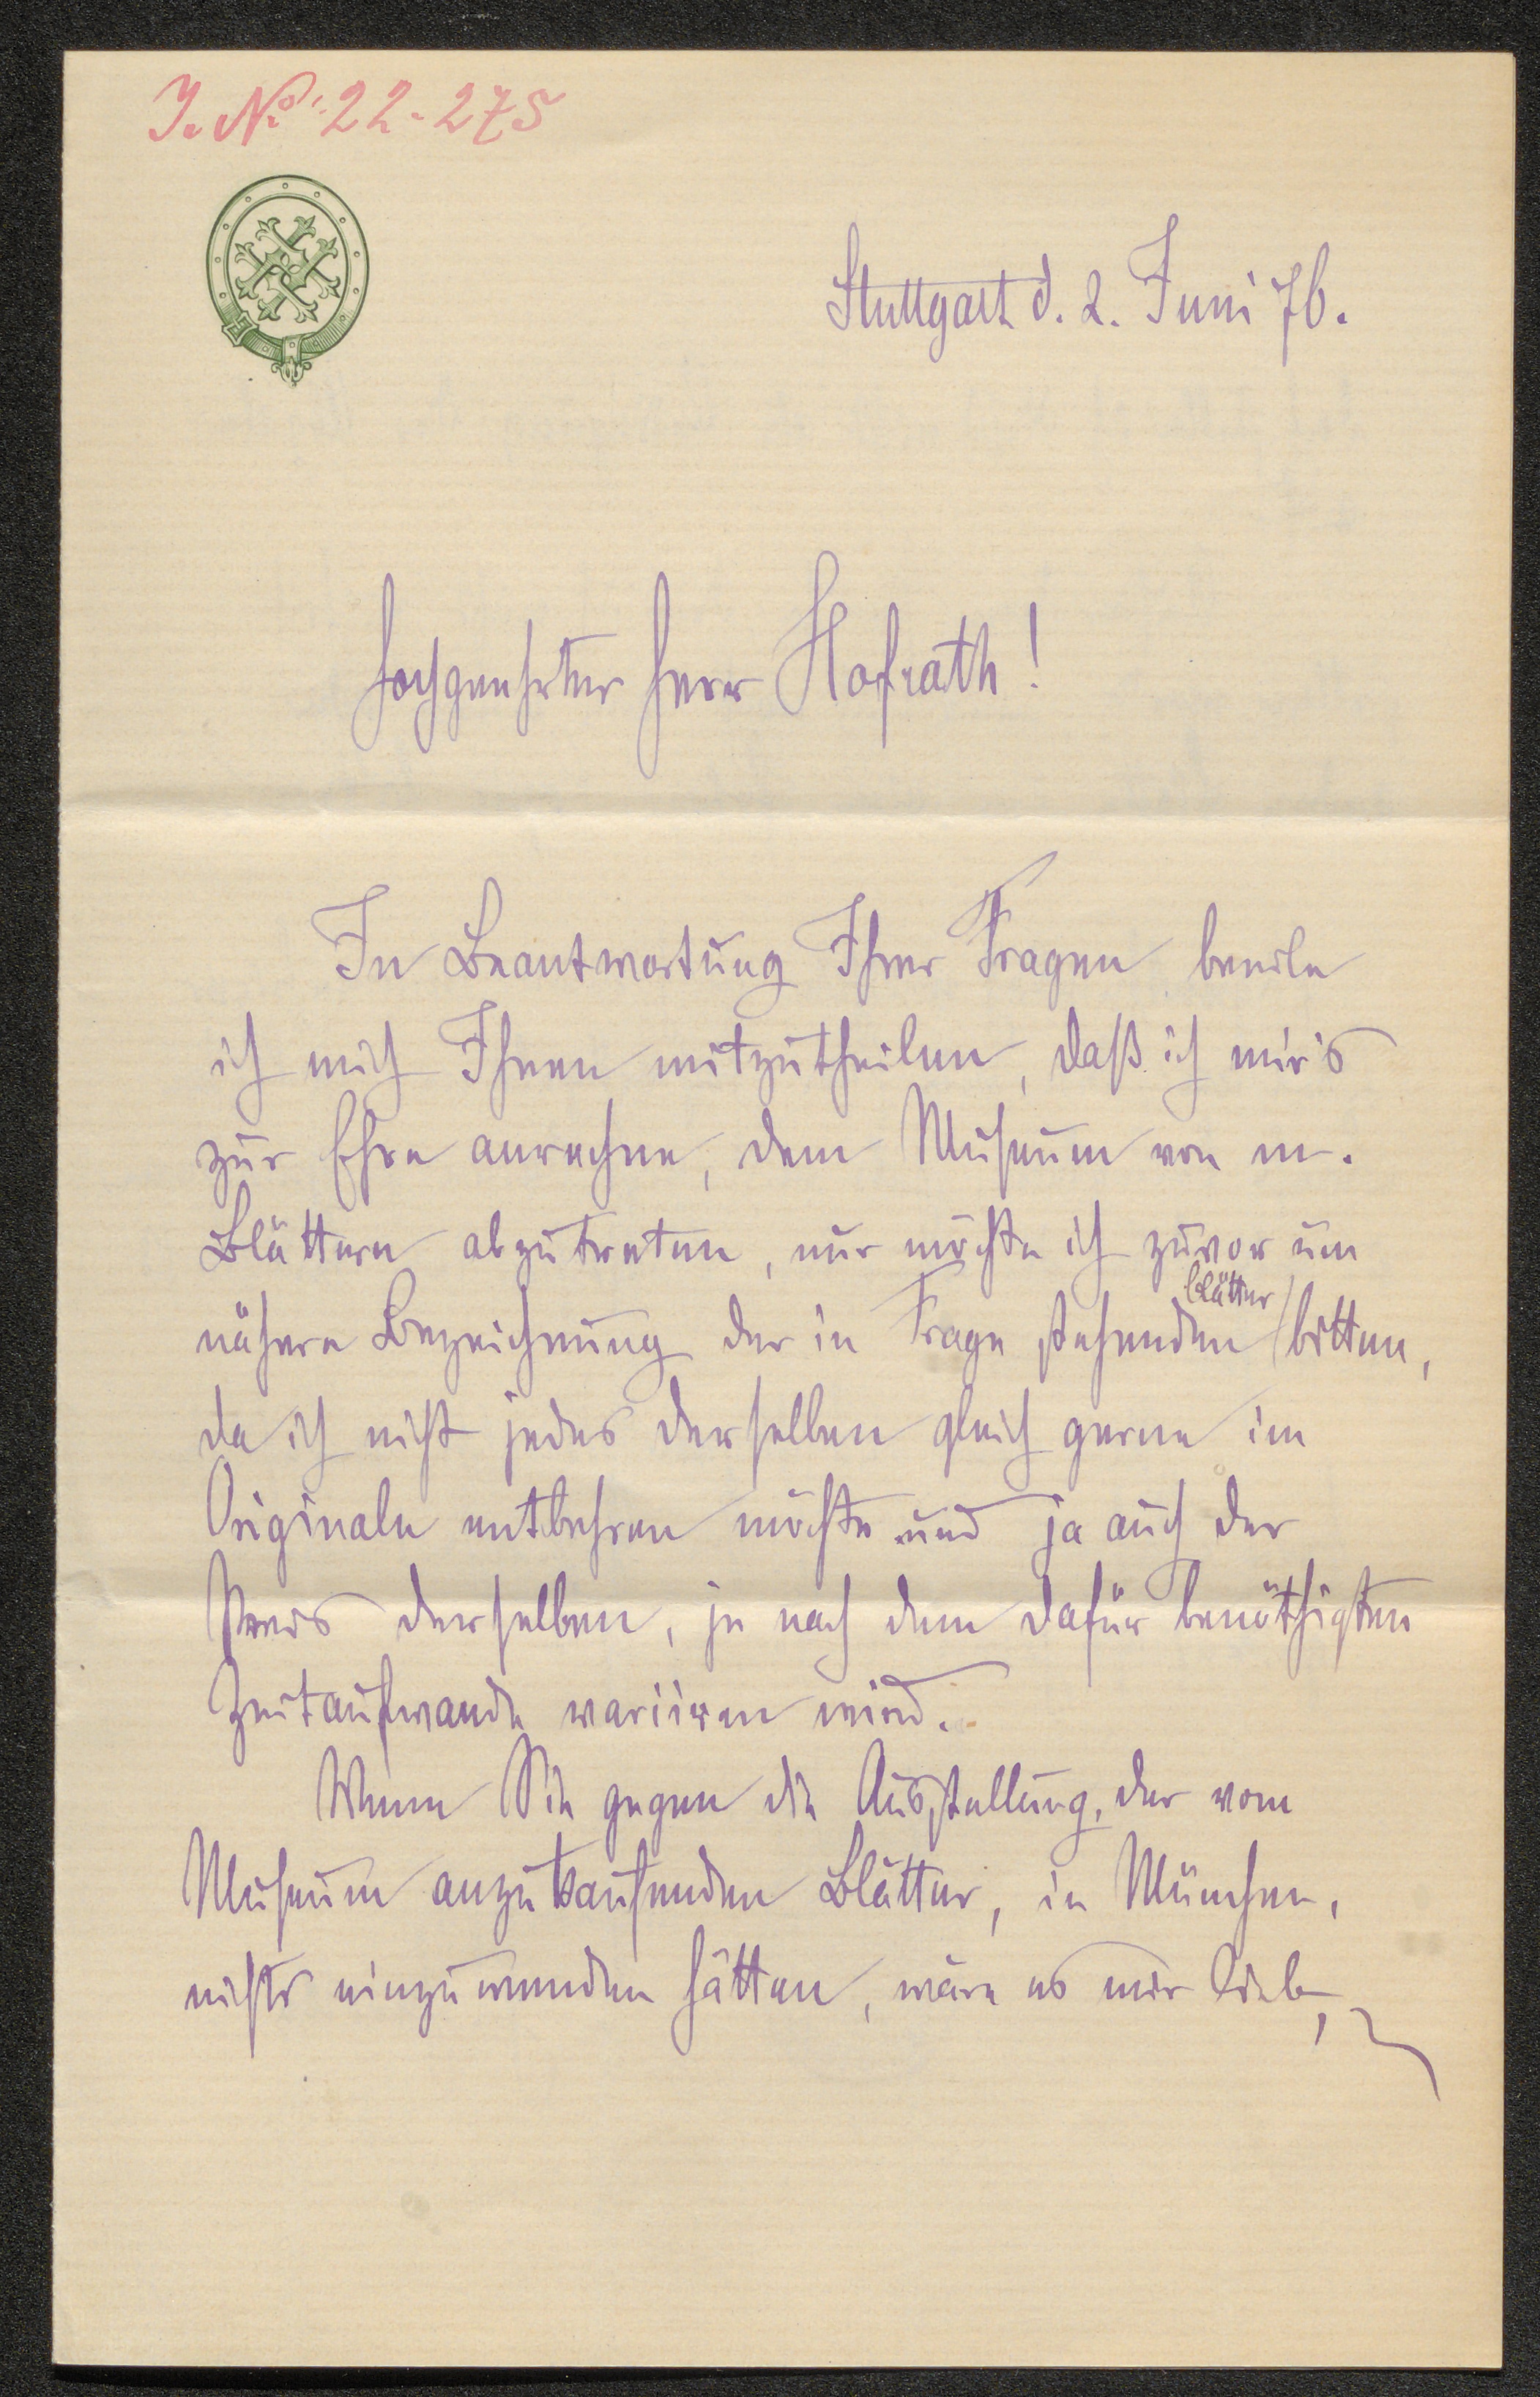 J. No. 22-275
Stuttgart d. 2. Juni 76.
Hochgeehrter Herr Hofrath!
In Beantwortung Ihrer Fragen beeile
ich mich Ihnen mitzutheilen, daß ich mir's
zur Ehre anrechne, dem Museum von m.
Blättern abzutreten, nur möchte ich zuvor um
nähere Bezeichnung der in Frage stehenden Blätter bitten,
da ich nicht jedes derselben gleich gerne im
Originale entbehren möchte und ja auch der
Preis derselben, je nach dem dafür benöthigten
Zeitaufwande variiren wird.
Wenn Sie gegen die Ausstellung, der vom
Museum anzukaufenden Blätter, in München,
nichts einzuwenden hätten, wäre es mir lieb,